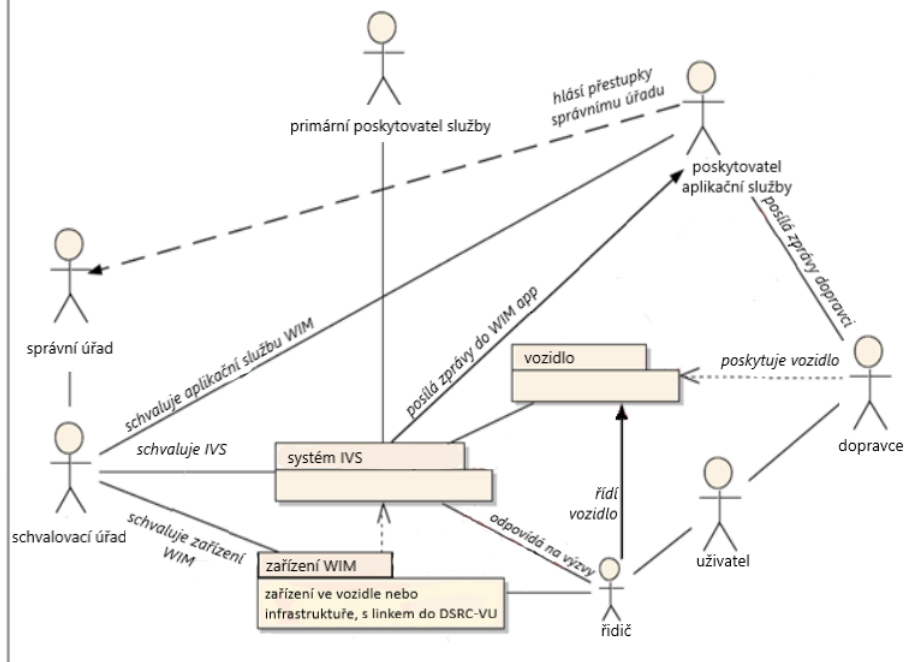 primární poskytovatel služby
hlásí přestupky
správnímu úřadu
poskytovatel
aplikační služby
posílá zprávy dopravci
správní úřad
schvaluje aplikační službu WIM
posílá zprávy do WIM app
vozidlo
poskytuje vozidlo
dopravce
schvaluje IVS
systém IVS
řídí
vozidlo
schvalovací úřad
schvaluje zařízení
WIM
odpovídá na výzvy
uživatel
zařízení WIM
zařízení ve vozidle nebo
infrastruktuře, s linkem do DSRC-VU
řidič